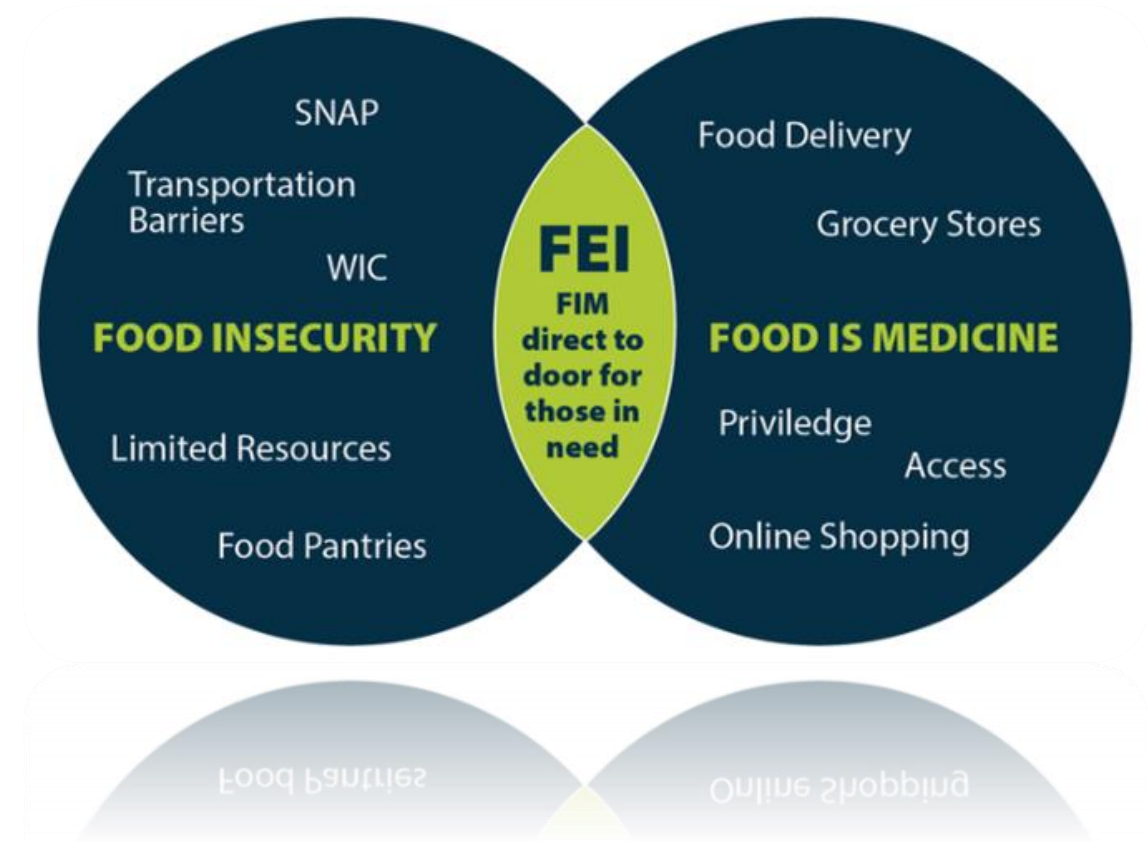 SNAP
Transportation
Barriers
WIC
FOOD INSECURITY
Limited Resources
Food Pantries
FEI
FIM
direct to
door for
those in
need
Food Delivery
Grocery Stores
FOOD IS MEDICINE
Priviledge
Access
Online Shopping
Food Pantries
Online Shopping